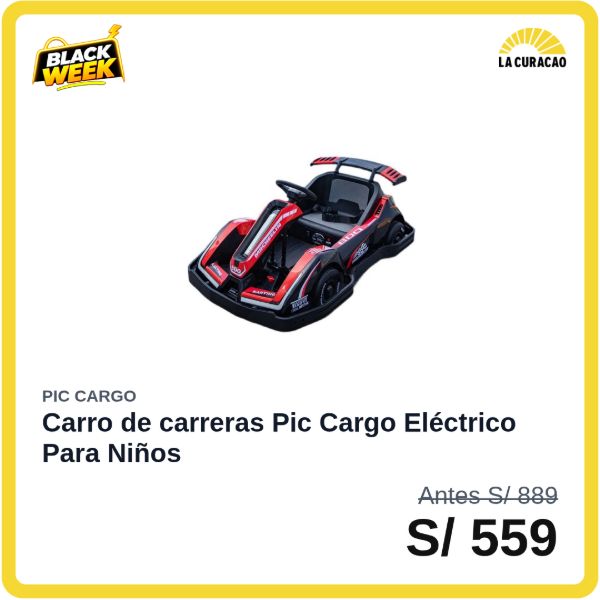 BLACK
WEEK
LA CURACAO
PIC CARGO
Carro de carreras Pic Cargo Eléctrico
Para Niños
Antes S/ 889
S/ 559